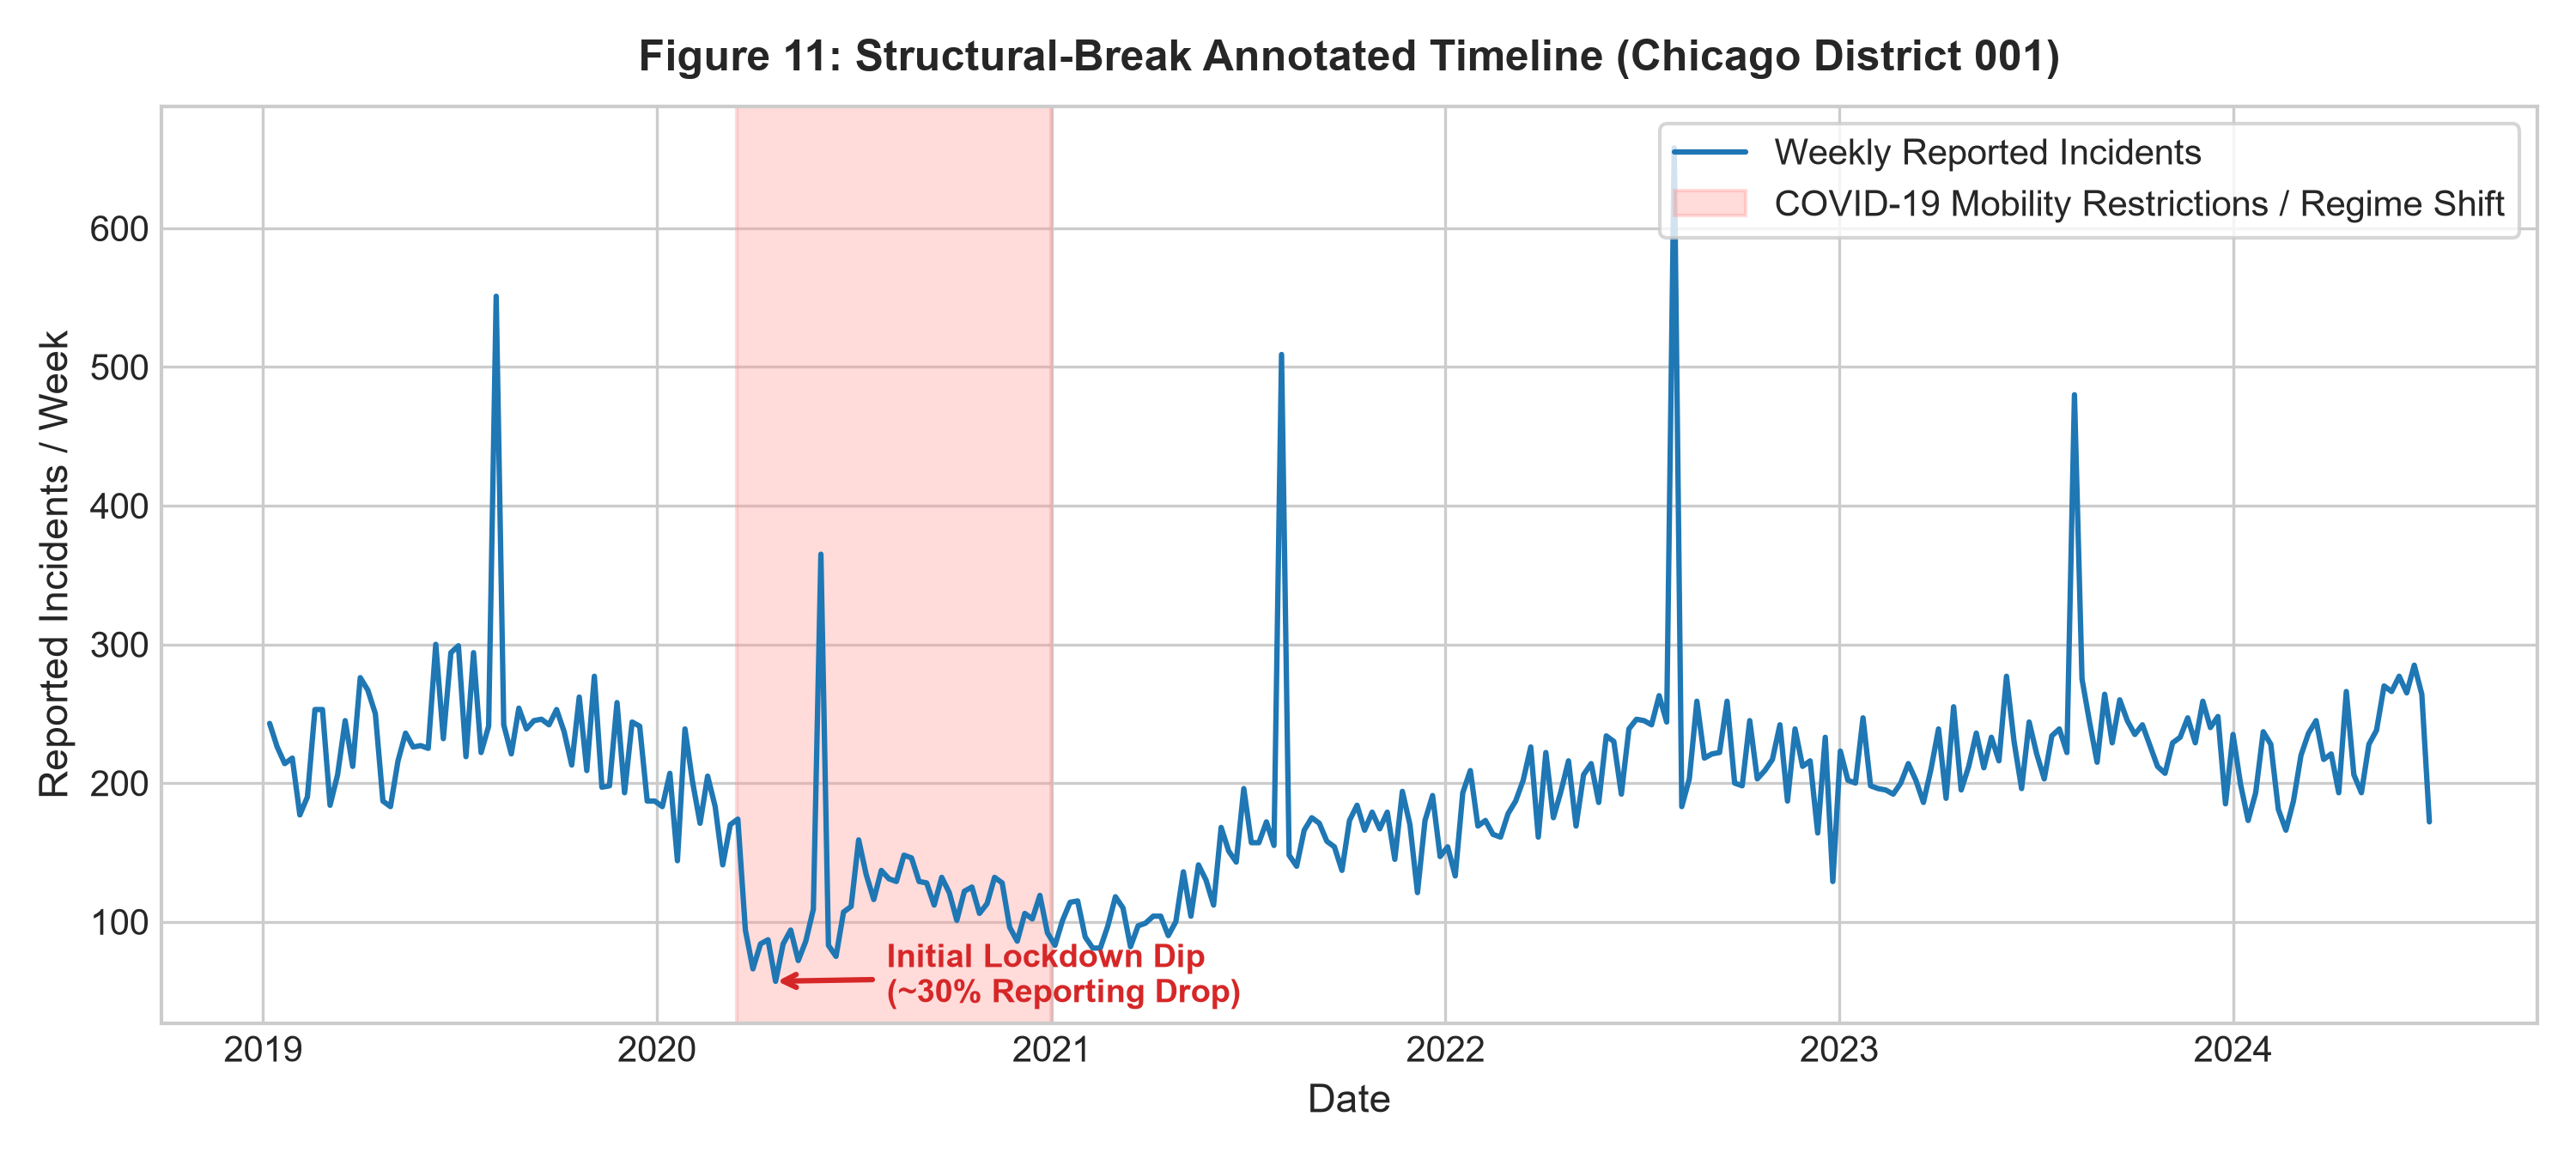 Figure 11: Structural-Break Annotated Timeline (Chicago District 001)
Weekly Reported Incidents
COVID-19 Mobility Restrictions / Regime Shift
Reported Incidents / Week
600
500
400
300
200
100
Initial Lockdown Dip
(~30% Reporting Drop)
2019 2020 2021 2022 2023 2024
Date